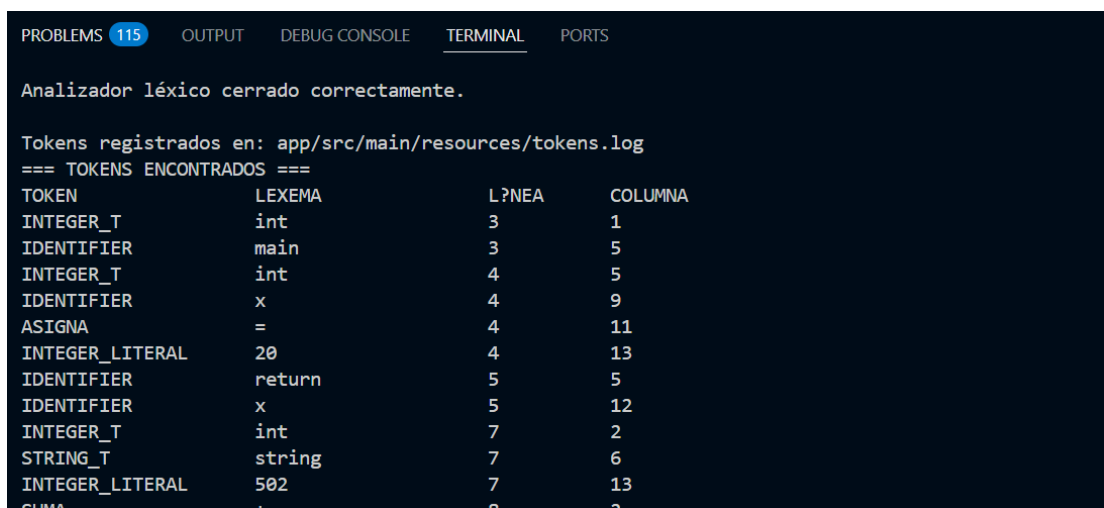 PROBLEMS 115 OUTPUT DEBUG CONSOLE TERMINAL PORTS
Analizador léxico cerrado correctamente.
Tokens registrados en: app/src/main/resources/tokens.log
=== TOKENS ENCONTRADOS ===
TOKEN LEXEMA L?NEA COLUMNA
INTEGER_T int 3 1
IDENTIFIER main 3 5
INTEGER_T int 4 5
IDENTIFIER x 4 9
ASIGNA = 4 11
INTEGER_LITERAL 20 4 13
IDENTIFIER return 5 5
IDENTIFIER x 5 12
INTEGER_T int 7 2
STRING_T string 7 6
INTEGER_LITERAL 502 7 13